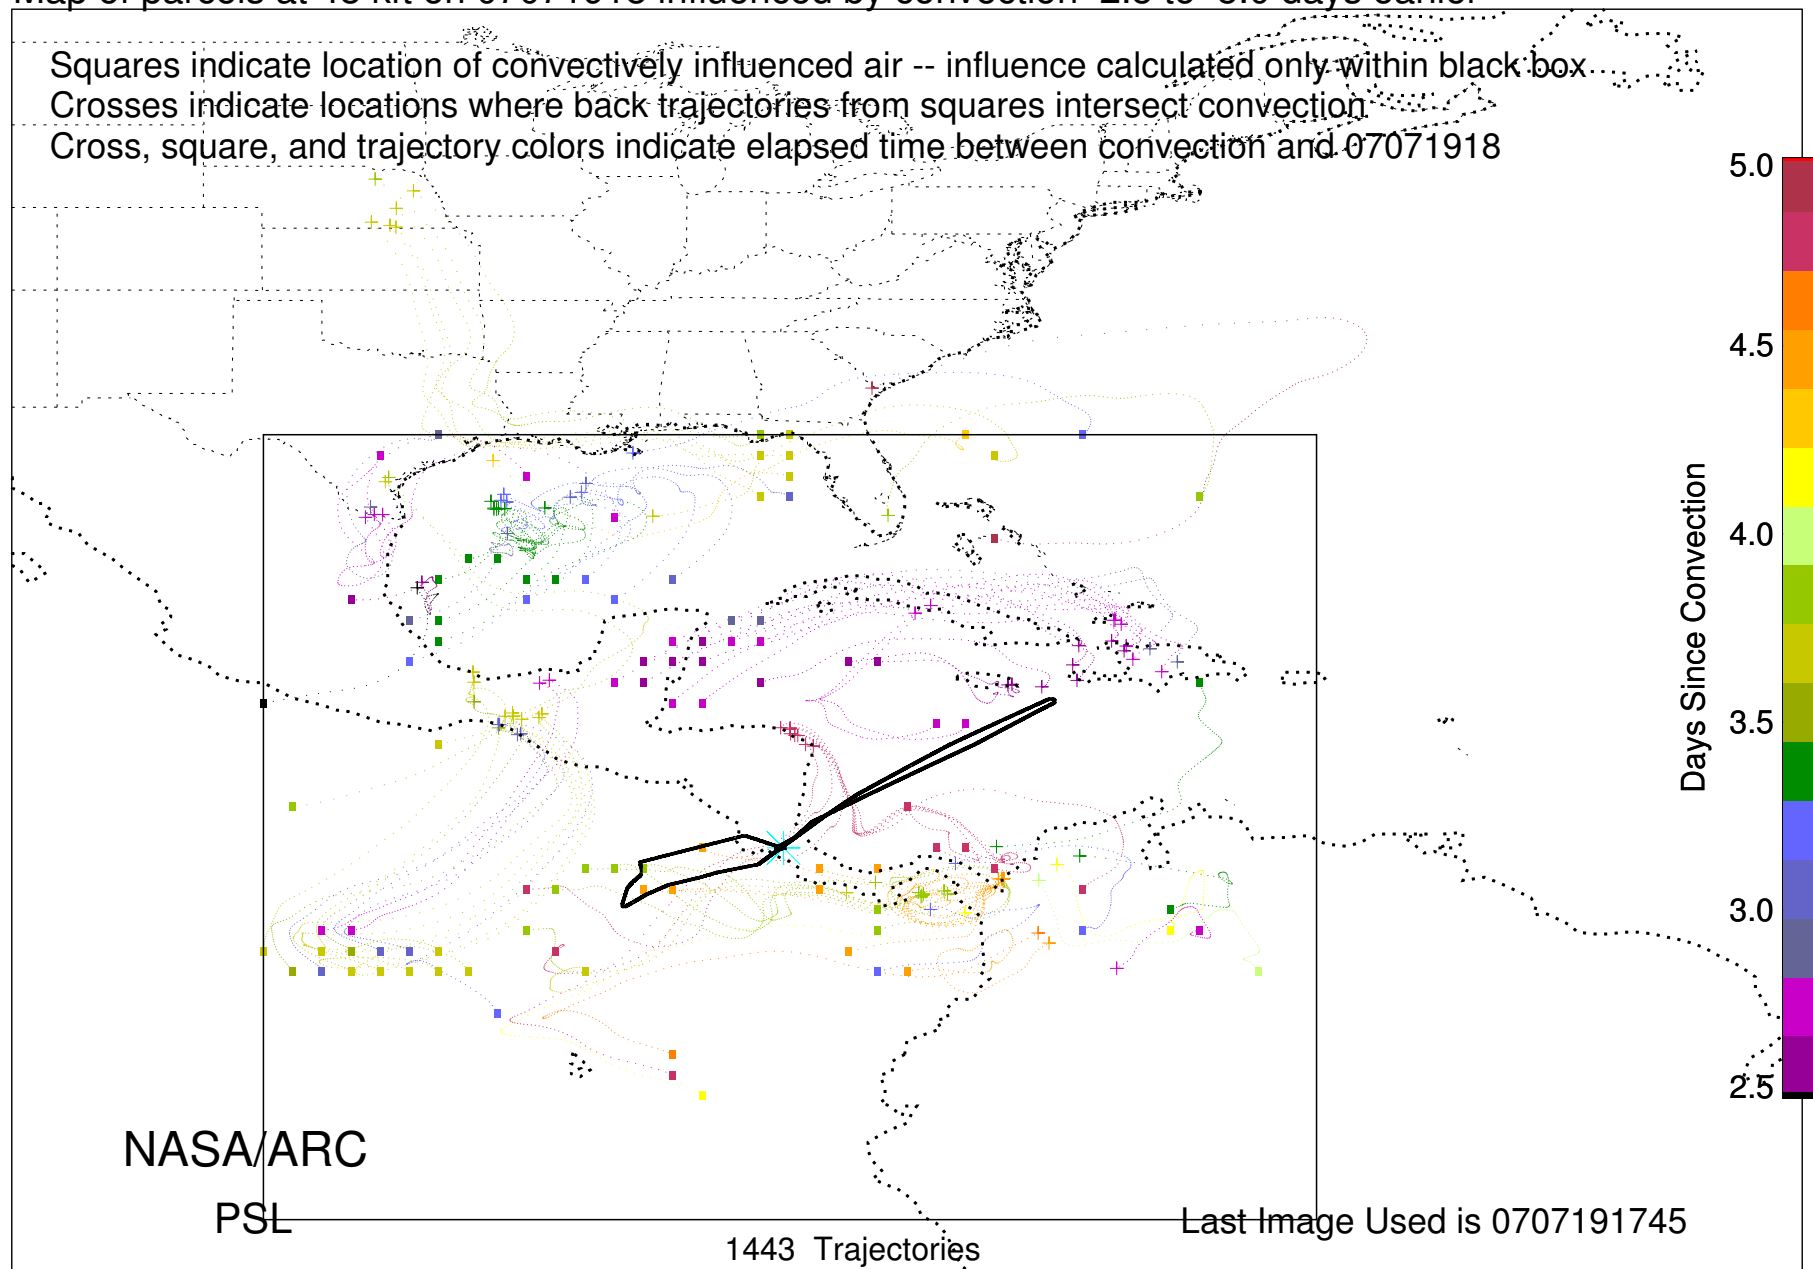 Squares indicate location of convectively influenced air -- influence calculated only within black box
Crosses indicate locations where back trajectories from squares intersect convection
Cross, square, and trajectory colors indicate elapsed time between convection and 07071918
5.0
4.5
4.0
3.5
3.0
2.5
Days Since Convection
NASA/ARC
PSL
Last Image Used is 0707191745
1443 Trajectories